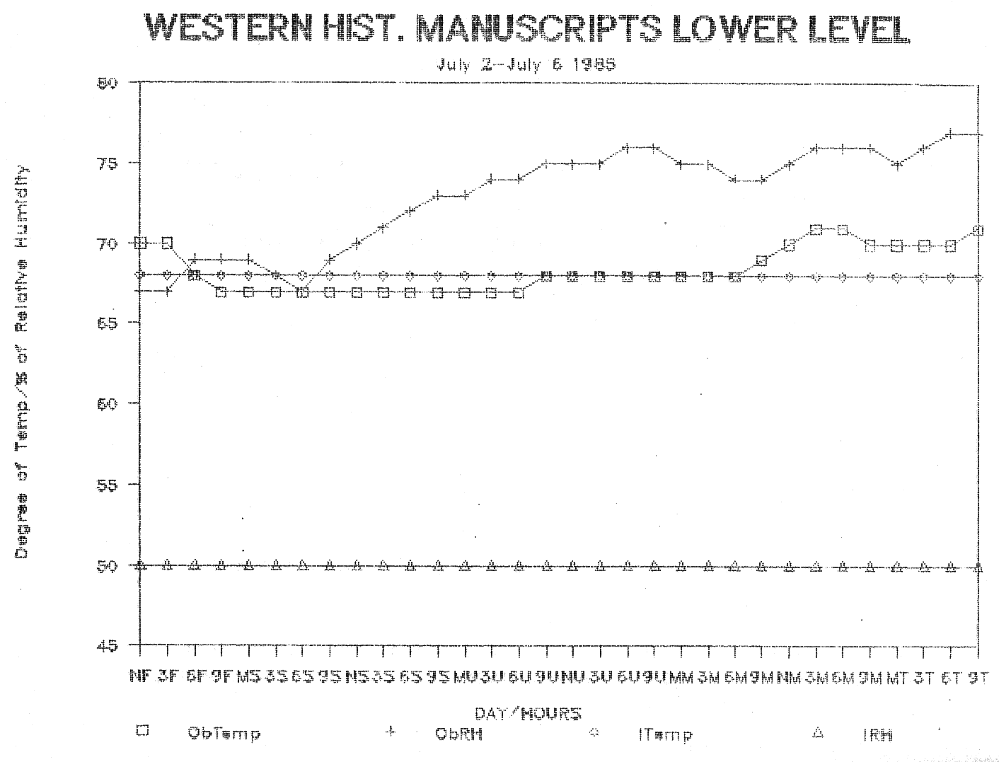 WESTERN HIST. MANUSCRIPTS LOWER LEVEL
July 2-July 6 1985
Degree of Temp/% of Relative Humidity
80
75
70
65
60
55
50
45
NF 3F 6F 9F MS 3S 6S 9S NS 3S 6S 9S MU 3U 6U 9U NU 3U 6U 9U MM 3M 6M 9M NM 3M 6M 9M MT 3T 6T 9T
DAY/HOURS
ObTemp ObRH ITemp IRH